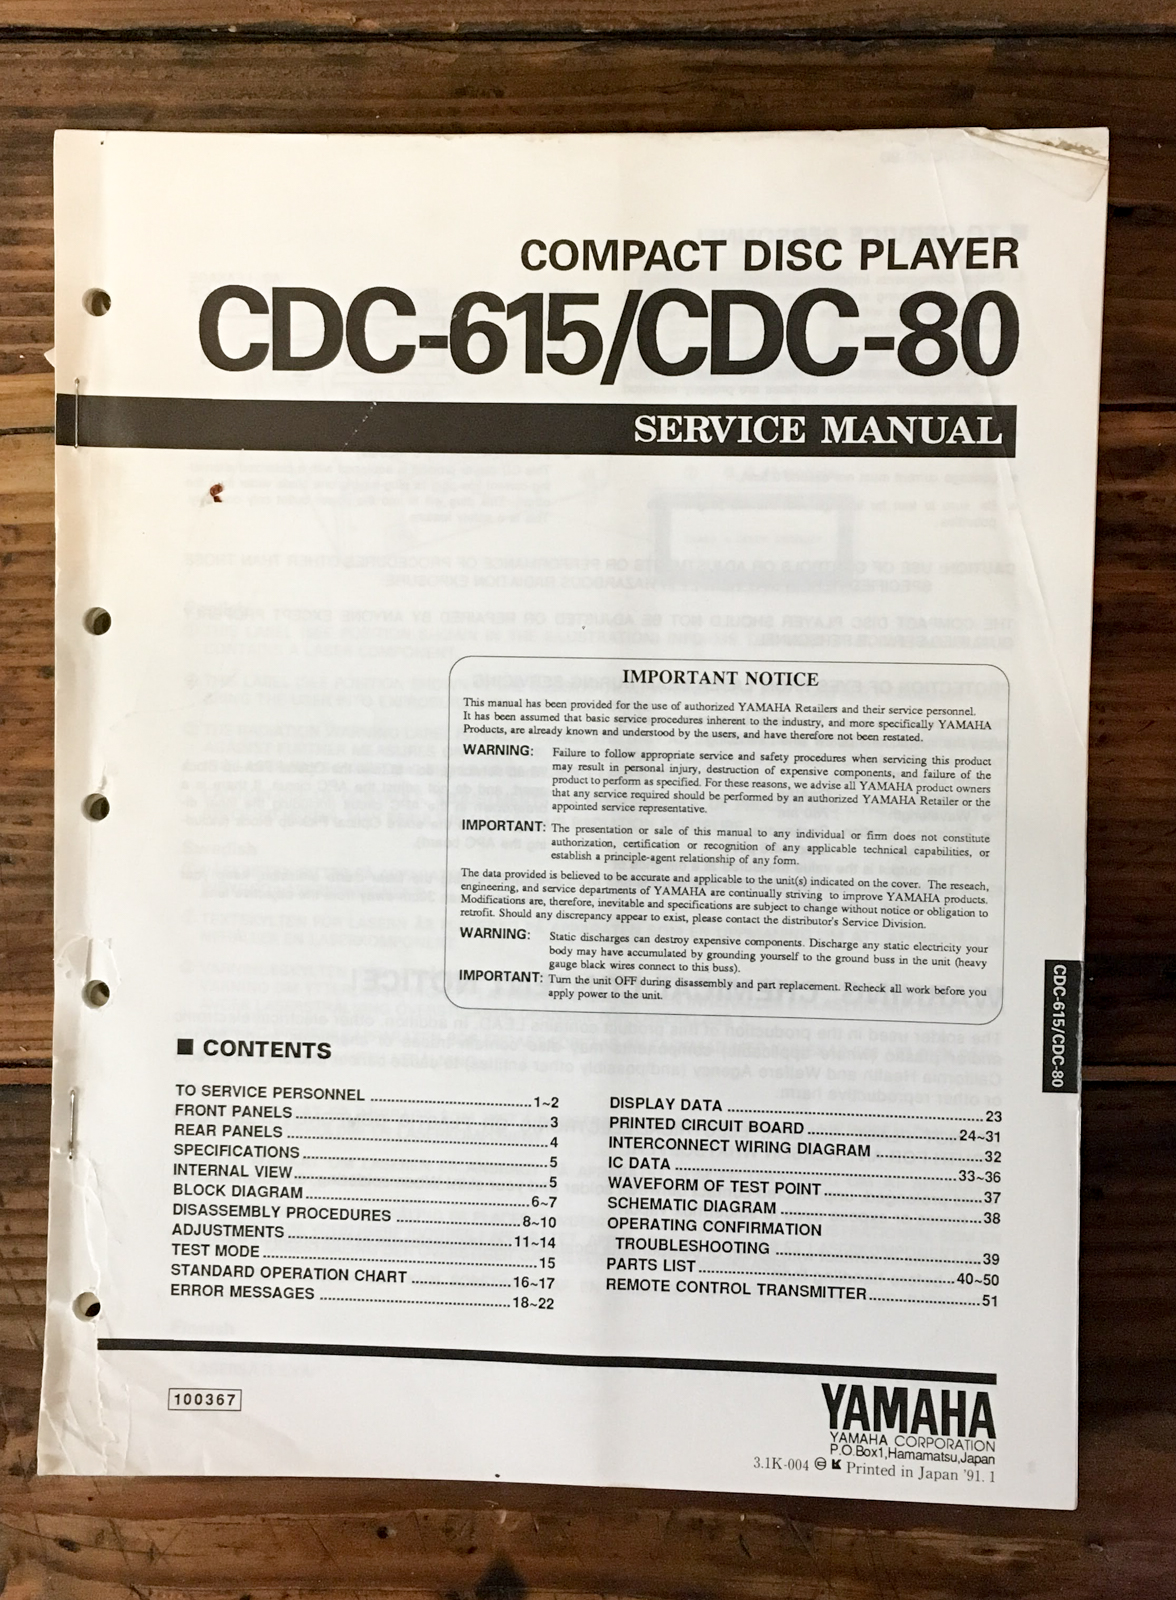 COMPACT DISC PLAYER
CDC-615/CDC-80
SERVICE MANUAL
IMPORTANT NOTICE
This manual has been provided for the use of authorized YAMAHA Retailers and their service personnel.
It has been assumed that basic service procedures inherent to the industry, and more specifically YAMAHA
Products, are already known and understood by the users, and have therefore not been restated.
WARNING: Failure to follow appropriate service and safety procedures when servicing this product
may result in personal injury, destruction of expensive components, and failure of the
product to perform as specified. For these reasons, we advise all YAMAHA product owners
that any service required should be performed by an authorized YAMAHA Retailer or the
appointed service representative.
IMPORTANT: The presentation or sale of this manual to any individual or firm does not constitute
authorization, certification or recognition of any applicable technical capabilities, or
establish a principle-agent relationship of any form.
The data provided is believed to be accurate and applicable to the unit(s) indicated on the cover. The reseach,
engineering, and service departments of YAMAHA are continually striving to improve YAMAHA products.
Modifications are, therefore, inevitable and specifications are subject to change without notice or obligation to
retrofit. Should any discrepancy appear to exist, please contact the distributor's Service Division.
WARNING: Static discharges can destroy expensive components. Discharge any static electricity your
body may have accumulated by grounding yourself to the ground buss in the unit (heavy
gauge black wires connect to this buss).
IMPORTANT: Turn the unit OFF during disassembly and part replacement. Recheck all work before you
apply power to the unit.
CDC-615/CDC-80
■ CONTENTS
TO SERVICE PERSONNEL ........ 1~2
FRONT PANELS ........ 3
REAR PANELS ........ 4
SPECIFICATIONS ........ 5
INTERNAL VIEW ........ 5
BLOCK DIAGRAM ........ 6~7
DISASSEMBLY PROCEDURES ........ 8~10
ADJUSTMENTS ........ 11~14
TEST MODE ........ 15
STANDARD OPERATION CHART ........ 16~17
ERROR MESSAGES ........ 18~22
DISPLAY DATA ........ 23
PRINTED CIRCUIT BOARD ........ 24~31
INTERCONNECT WIRING DIAGRAM ........ 32
IC DATA ........ 33~36
WAVEFORM OF TEST POINT ........ 37
SCHEMATIC DIAGRAM ........ 38
OPERATING CONFIRMATION
TROUBLESHOOTING ........ 39
PARTS LIST ........ 40~50
REMOTE CONTROL TRANSMITTER ........ 51
100367
YAMAHA
YAMAHA CORPORATION
P.O.Box1,Hamamatsu,Japan
3.1K-004 Printed in Japan '91. 1